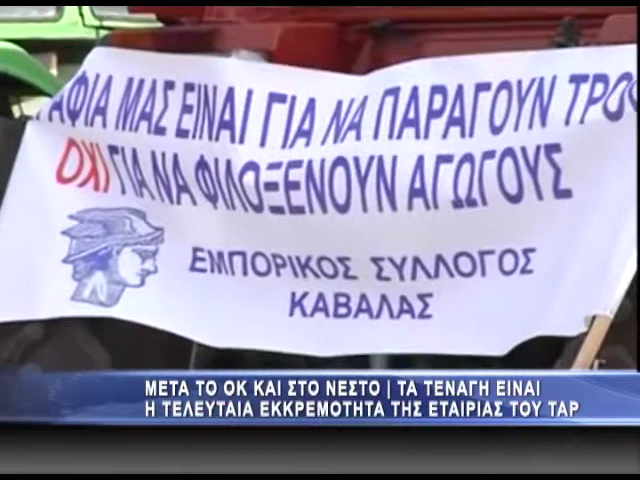 ΑΦΙΑ ΜΑΣ ΕΙΝΑΙ ΓΙΑ ΝΑ ΠΑΡΑΓΟΥΝ ΤΡΟ
ΟΧΙ ΓΙΑ ΝΑ ΦΙΛΟΞΕΝΟΥΝ ΑΓΩΓΟΥΣ
ΕΜΠΟΡΙΚΟΣ ΣΥΛΛΟΓΟΣ
ΚΑΒΑΛΑΣ
ΜΕΤΑ ΤΟ ΟΚ ΚΑΙ ΣΤΟ ΝΕΣΤΟ | ΤΑ ΤΕΝΑΓΗ ΕΙΝΑΙ
Η ΤΕΛΕΥΤΑΙΑ ΕΚΚΡΕΜΟΤΗΤΑ ΤΗΣ ΕΤΑΙΡΙΑΣ ΤΟΥ ΤΑΡ